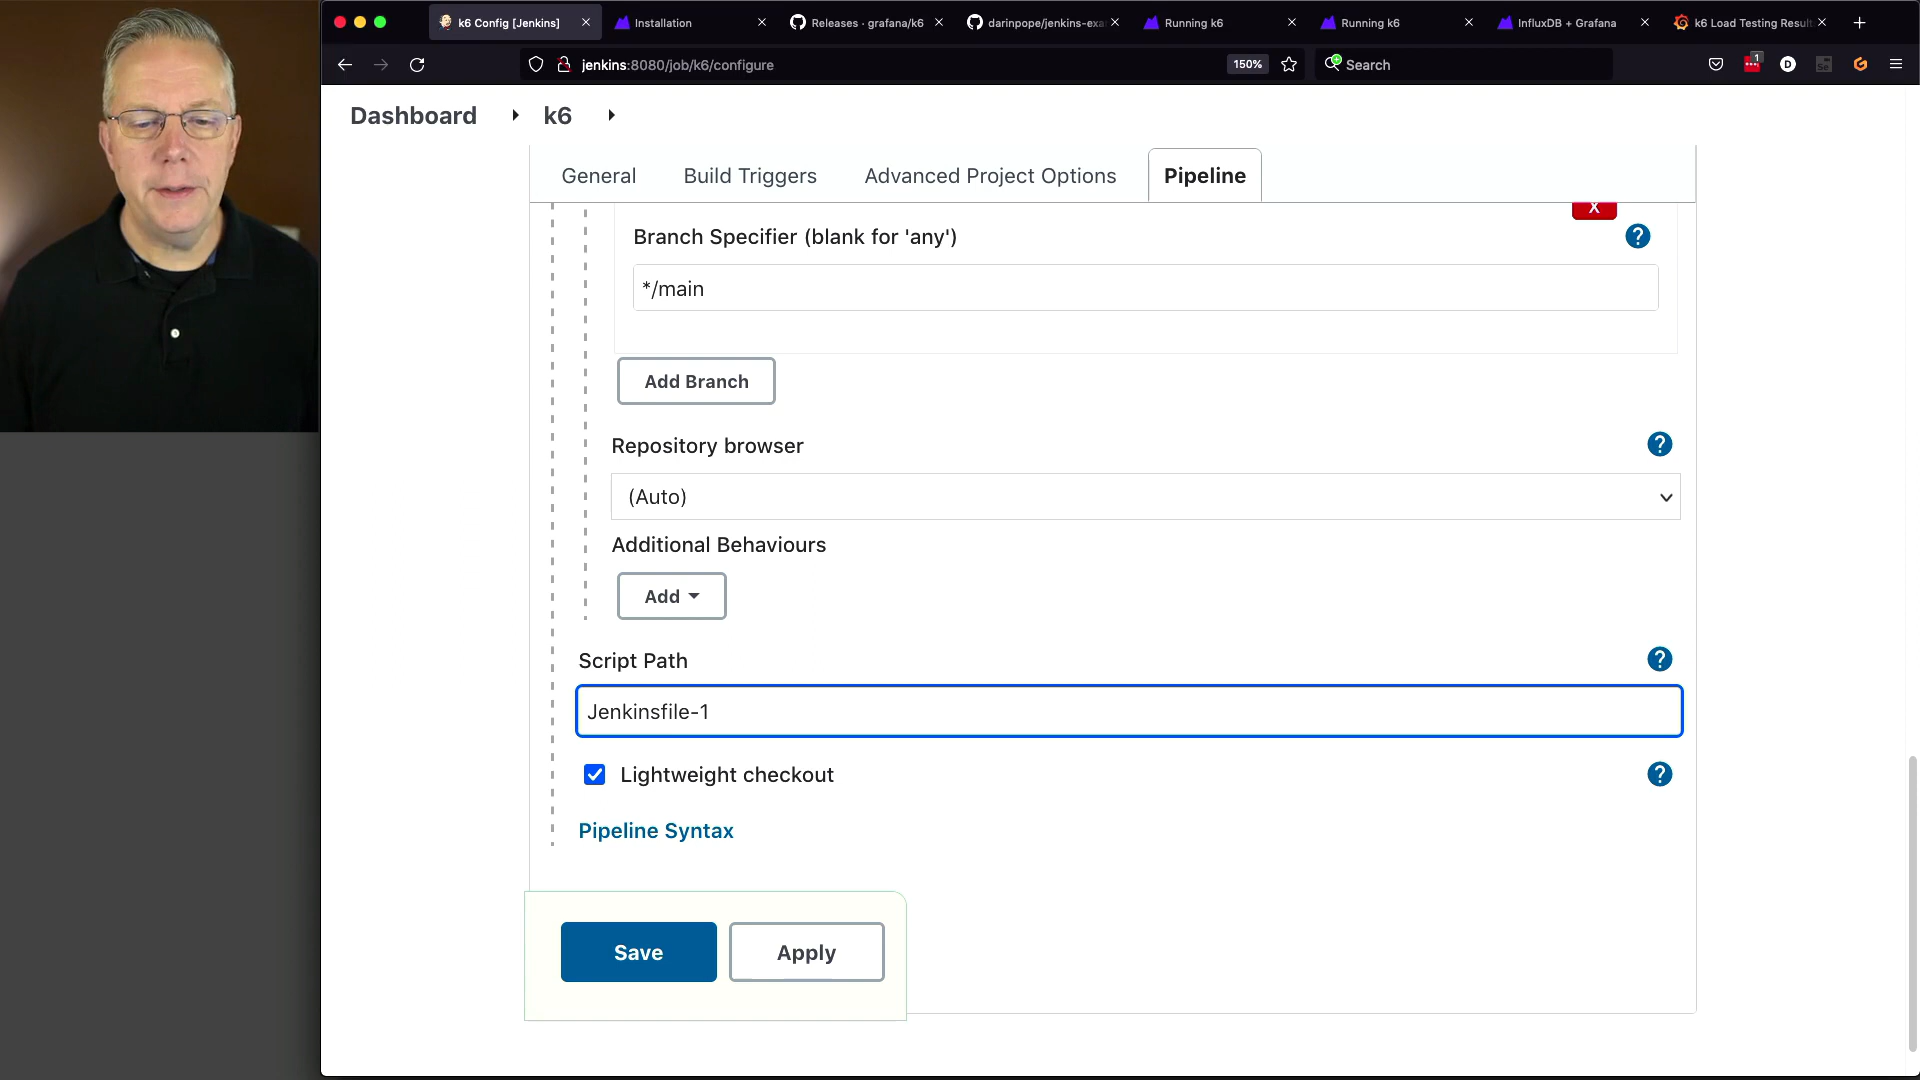 k6 Config [Jenkins]
Installation
Releases · grafana/k6
darinpope/jenkins-exa
Running k6
Running k6
InfluxDB + Grafana
k6 Load Testing Result
jenkins:8080/job/k6/configure
150%
Search
1
D
Se
Dashboard
k6
General
Build Triggers
Advanced Project Options
Pipeline
X
Branch Specifier (blank for 'any')
?
*/main
Add Branch
Repository browser
?
(Auto)
Additional Behaviours
Add
Script Path
?
Jenkinsfile-1
Lightweight checkout
?
Pipeline Syntax
Save
Apply